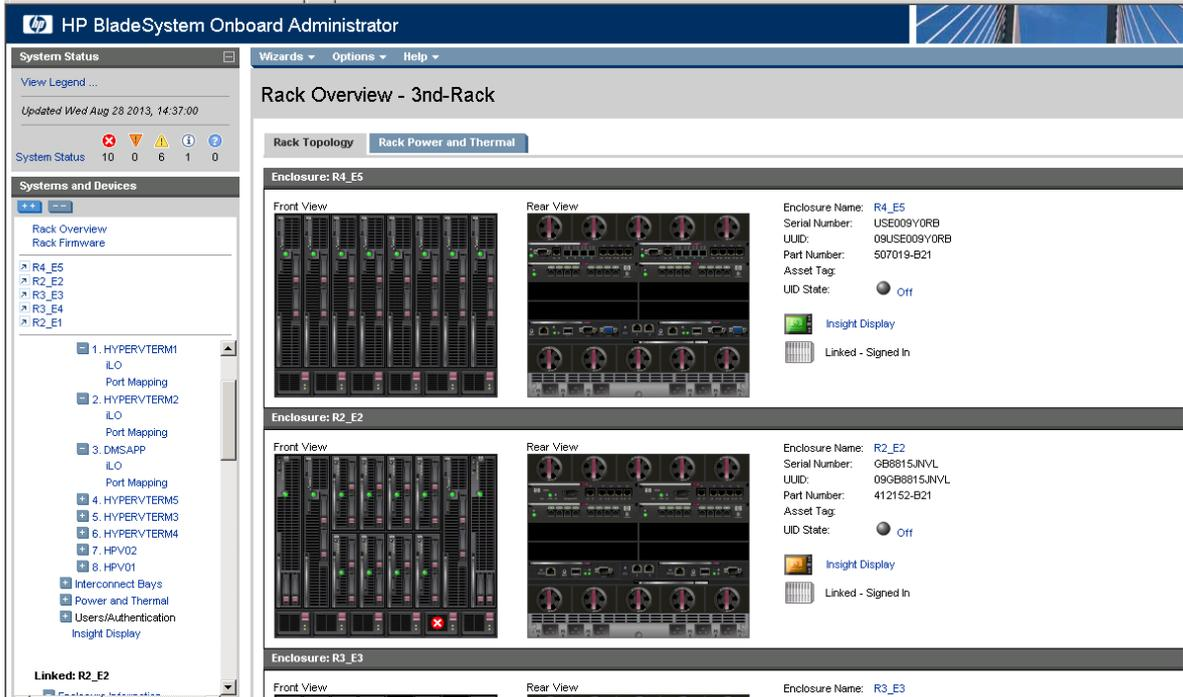 hp HP BladeSystem Onboard Administrator
System Status
View Legend ...
Updated Wed Aug 28 2013, 14:37:00
System Status 10 0 6 1 0
Systems and Devices
Rack Overview
Rack Firmware
R4_E5
R2_E2
R3_E3
R3_E4
R2_E1
1. HYPERVTERM1
iLO
Port Mapping
2. HYPERVTERM2
iLO
Port Mapping
3. DMSAPP
iLO
Port Mapping
4. HYPERVTERM5
5. HYPERVTERM3
6. HYPERVTERM4
7. HPV02
8. HPV01
Interconnect Bays
Power and Thermal
Users/Authentication
Insight Display
Linked: R2_E2
Enclosure Information
Wizards Options Help
Rack Overview - 3nd-Rack
Rack Topology Rack Power and Thermal
Enclosure: R4_E5
Front View Rear View
Enclosure Name: R4_E5
Serial Number: USE009Y0RB
UUID: 09USE009Y0RB
Part Number: 507019-B21
Asset Tag:
UID State: Off
Insight Display
Linked - Signed In
Enclosure: R2_E2
Front View Rear View
Enclosure Name: R2_E2
Serial Number: GB8815JNVL
UUID: 09GB8815JNVL
Part Number: 412152-B21
Asset Tag:
UID State: Off
Insight Display
Linked - Signed In
Enclosure: R3_E3
Front View Rear View
Enclosure Name: R3_E3